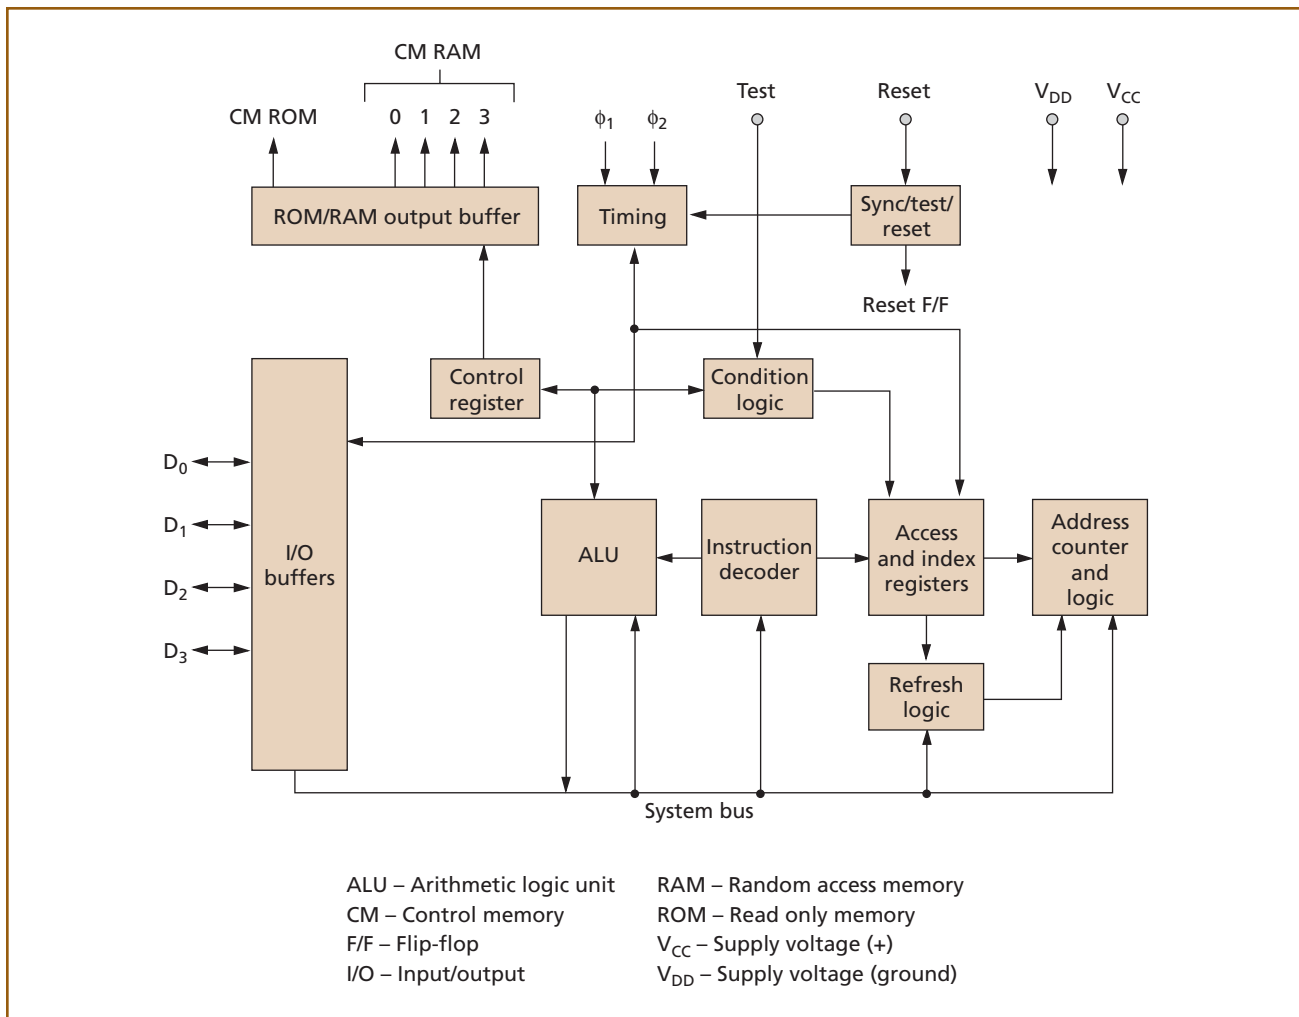 CM RAM
CM ROM
0 1 2 3
ϕ1 ϕ2
Test
Reset
VDD
VCC
ROM/RAM output buffer
Timing
Sync/test/
reset
Reset F/F
Control
register
Condition
logic
D0
D1
D2
D3
I/O
buffers
ALU
Instruction
decoder
Access
and index
registers
Address
counter
and
logic
Refresh
logic
System bus
ALU – Arithmetic logic unit
CM – Control memory
F/F – Flip-flop
I/O – Input/output
RAM – Random access memory
ROM – Read only memory
VCC – Supply voltage (+)
VDD – Supply voltage (ground)